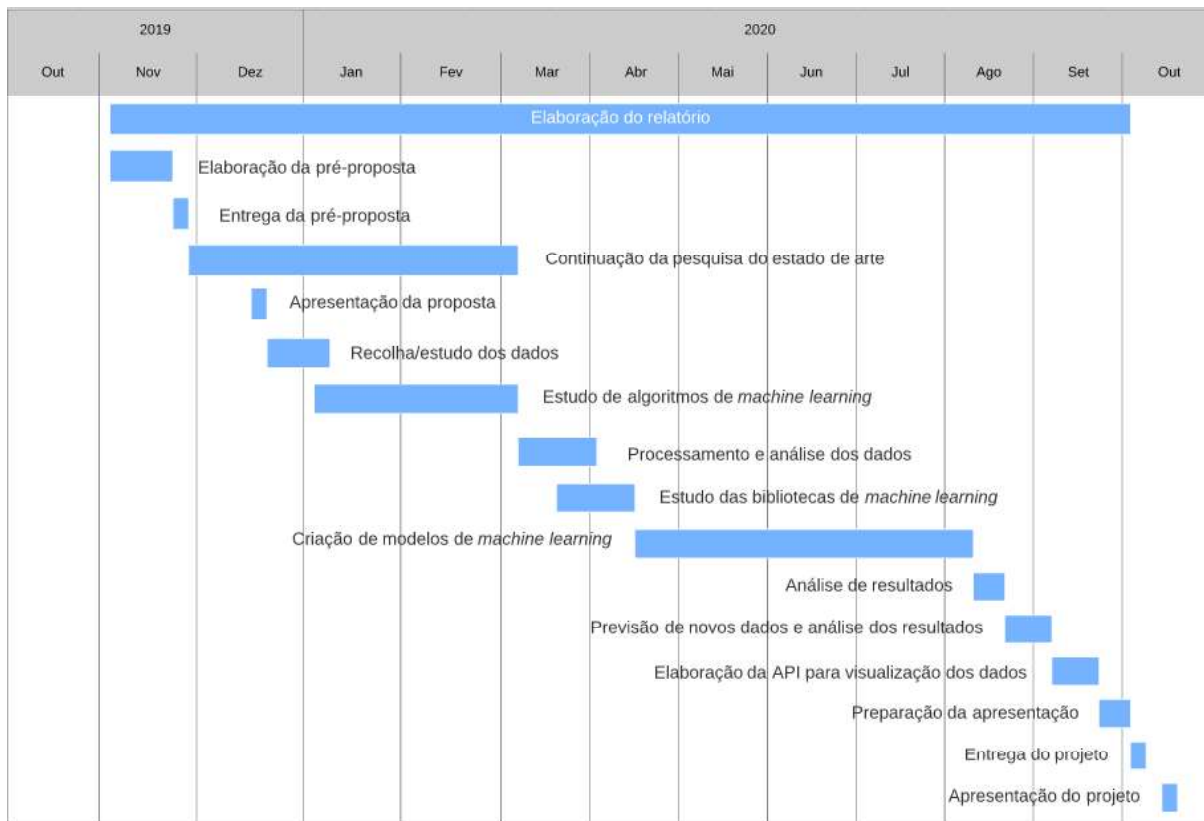 2019 2020
Out Nov Dez Jan Fev Mar Abr Mai Jun Jul Ago Set Out
Elaboração do relatório
Elaboração da pré-proposta
Entrega da pré-proposta
Continuação da pesquisa do estado de arte
Apresentação da proposta
Recolha/estudo dos dados
Estudo de algoritmos de machine learning
Processamento e análise dos dados
Estudo das bibliotecas de machine learning
Criação de modelos de machine learning
Análise de resultados
Previsão de novos dados e análise dos resultados
Elaboração da API para visualização dos dados
Preparação da apresentação
Entrega do projeto
Apresentação do projeto